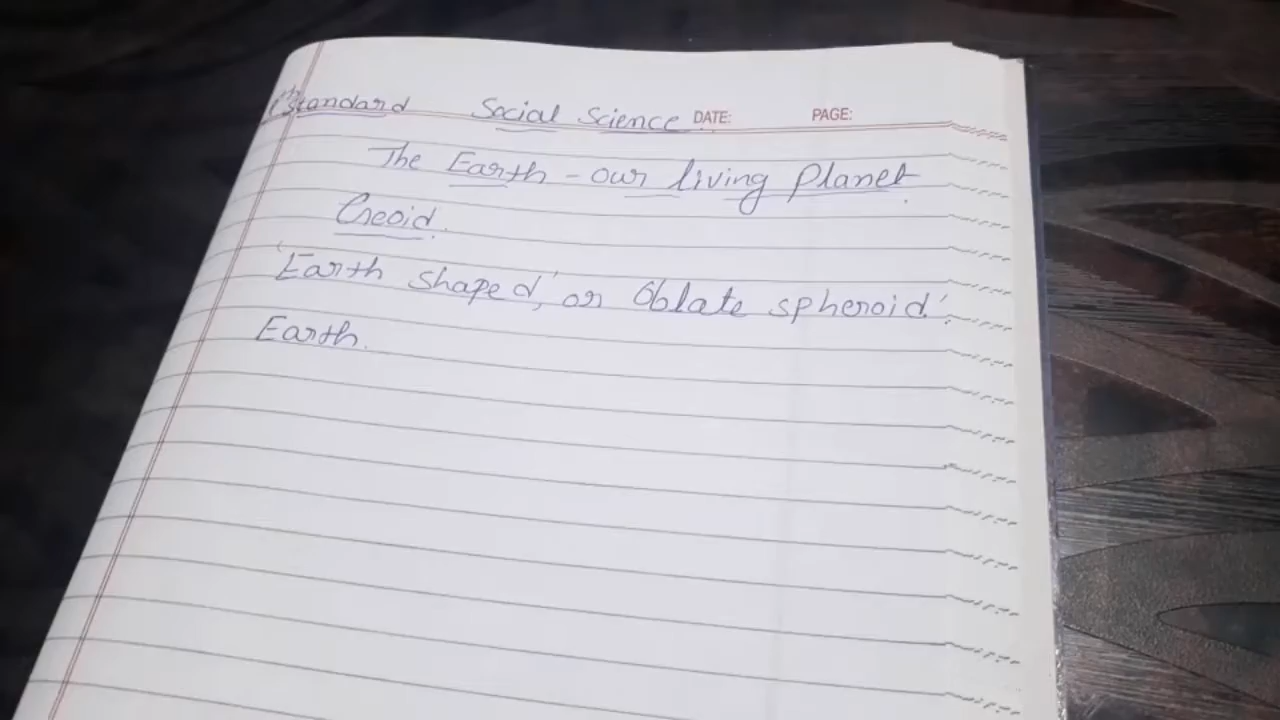 standard Social Science DATE: PAGE:
The Earth - our living Planet.
Geoid.
'Earth shaped', or 'Oblate spheroid'.
Earth.